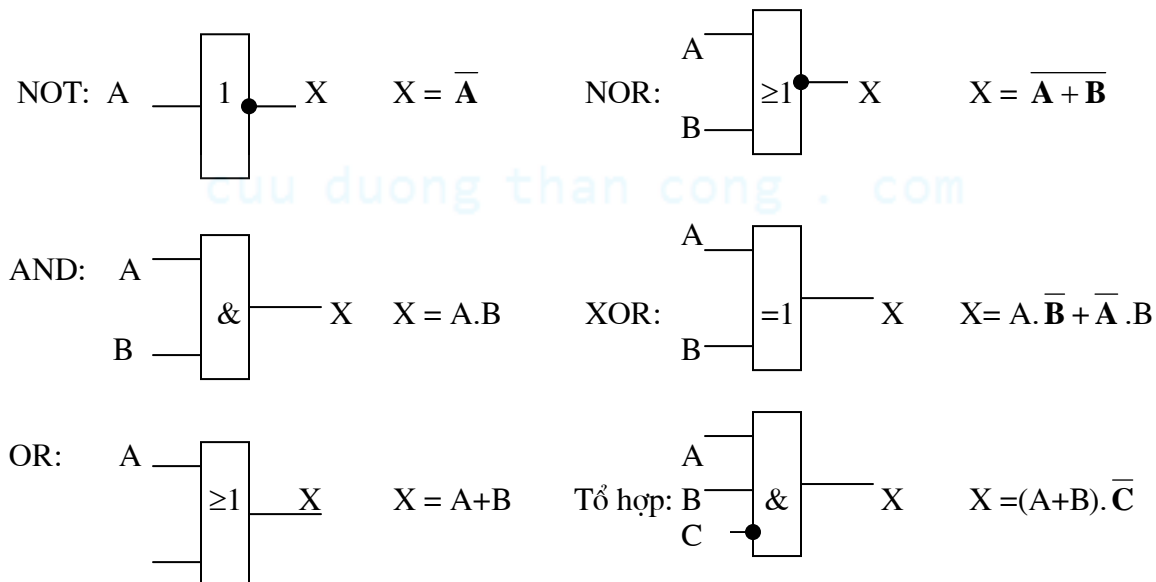 NOT: A 1 X X = A̅
A
NOR: ≥1 X X = A̅ ̅+̅ ̅B̅
B
cuu duong than cong . com
AND: A
& X X = A.B
B
A
XOR: =1 X X= A.B̅ + A̅ .B
B
OR: A
≥1 X X = A+B
A
Tổ hợp: B & X X =(A+B).C̅
C